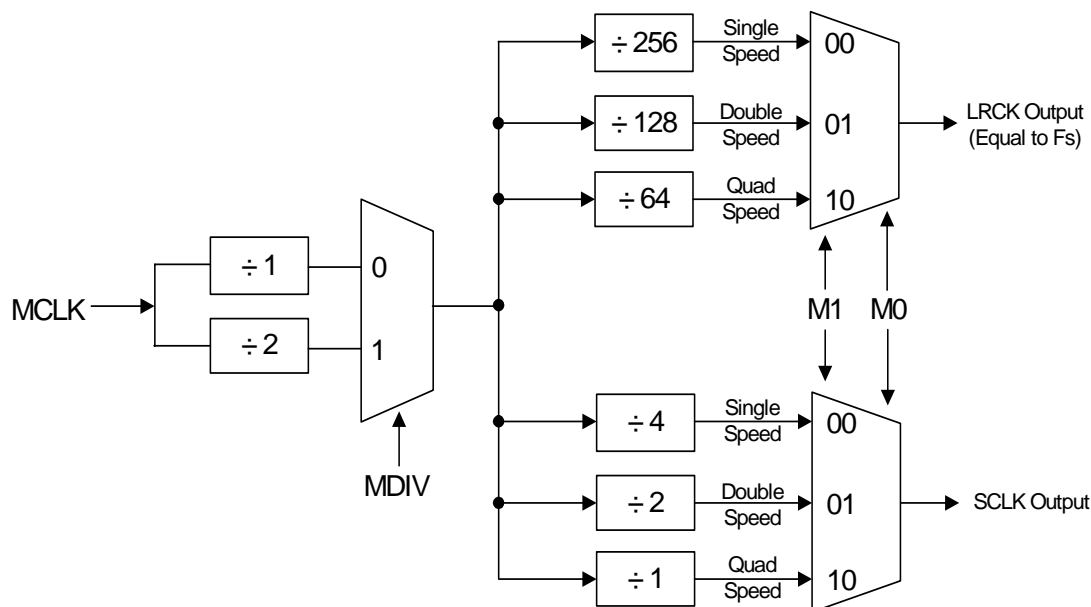 ÷ 256
Single
Speed
00
÷ 128
Double
Speed
01
LRCK Output
(Equal to Fs)
÷ 64
Quad
Speed
10
MCLK
÷ 1
0
÷ 2
1
MDIV
M1
M0
÷ 4
Single
Speed
00
÷ 2
Double
Speed
01
SCLK Output
÷ 1
Quad
Speed
10